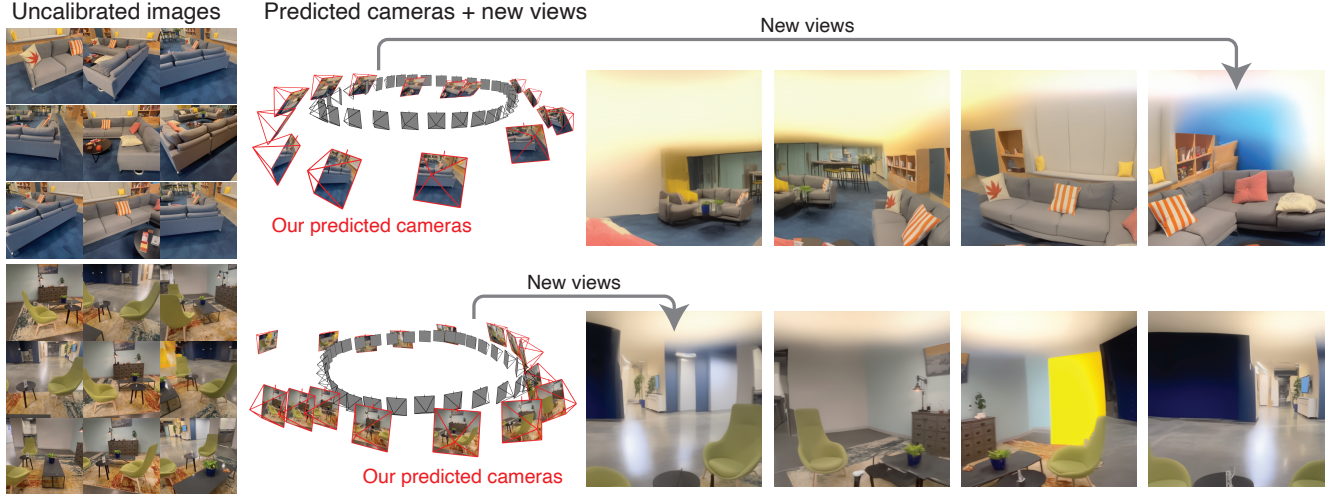 Uncalibrated images
Predicted cameras + new views
New views
Our predicted cameras
New views
Our predicted cameras